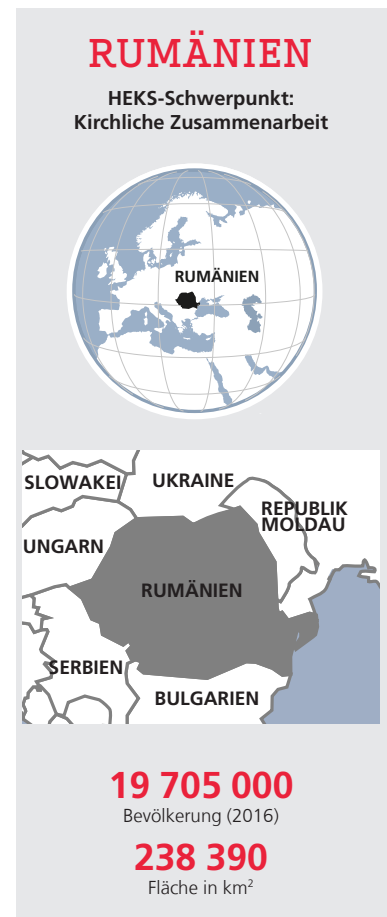 RUMÄNIEN
HEKS-Schwerpunkt:
Kirchliche Zusammenarbeit
RUMÄNIEN
SLOWAKEI
UKRAINE
REPUBLIK
MOLDAU
UNGARN
RUMÄNIEN
SERBIEN
BULGARIEN
19 705 000
Bevölkerung (2016)
238 390
Fläche in km²